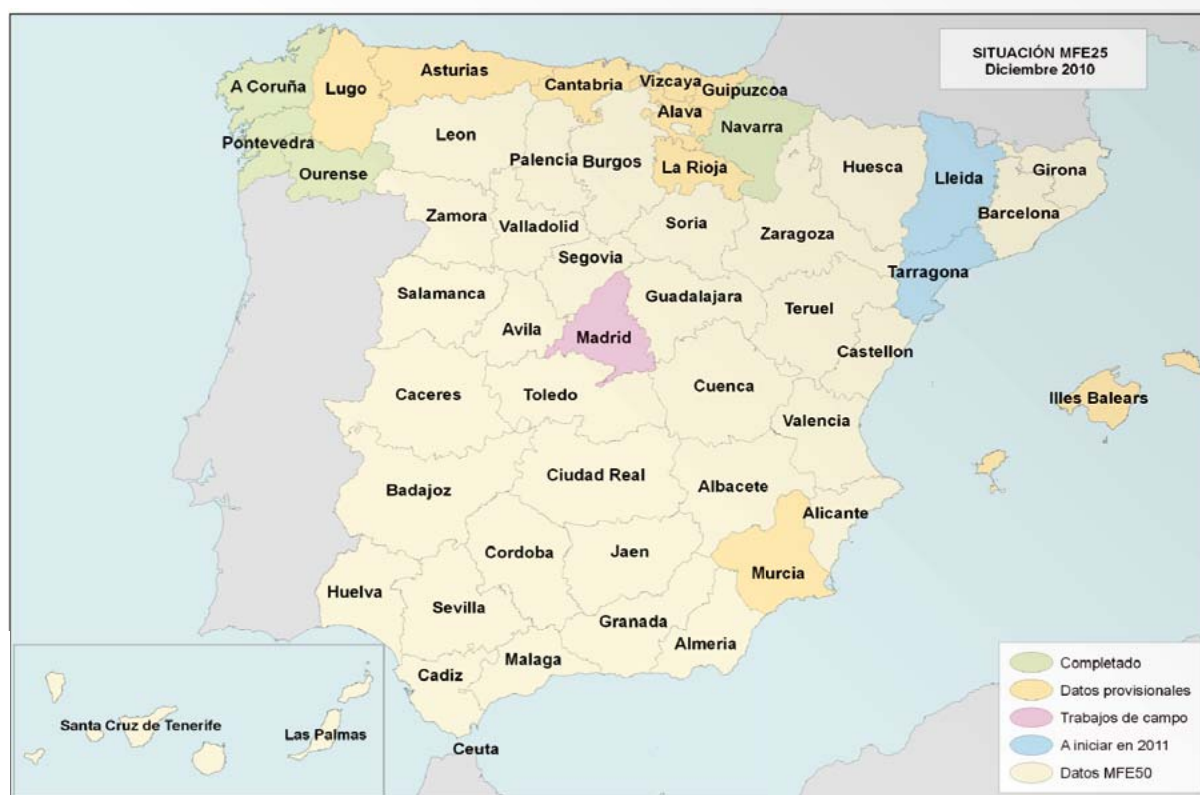 SITUACIÓN MFE25
Diciembre 2010
A Coruña
Lugo
Asturias
Cantabria
Vizcaya
Guipuzcoa
Alava
Navarra
Pontevedra
Ourense
Leon
Palencia
Burgos
La Rioja
Huesca
Lleida
Girona
Barcelona
Zamora
Valladolid
Soria
Zaragoza
Segovia
Tarragona
Salamanca
Avila
Madrid
Guadalajara
Teruel
Castellon
Caceres
Toledo
Cuenca
Valencia
Illes Balears
Badajoz
Ciudad Real
Albacete
Alicante
Cordoba
Jaen
Murcia
Huelva
Sevilla
Granada
Almeria
Malaga
Cadiz
Ceuta
Santa Cruz de Tenerife
Las Palmas
Completado
Datos provisionales
Trabajos de campo
A iniciar en 2011
Datos MFE50